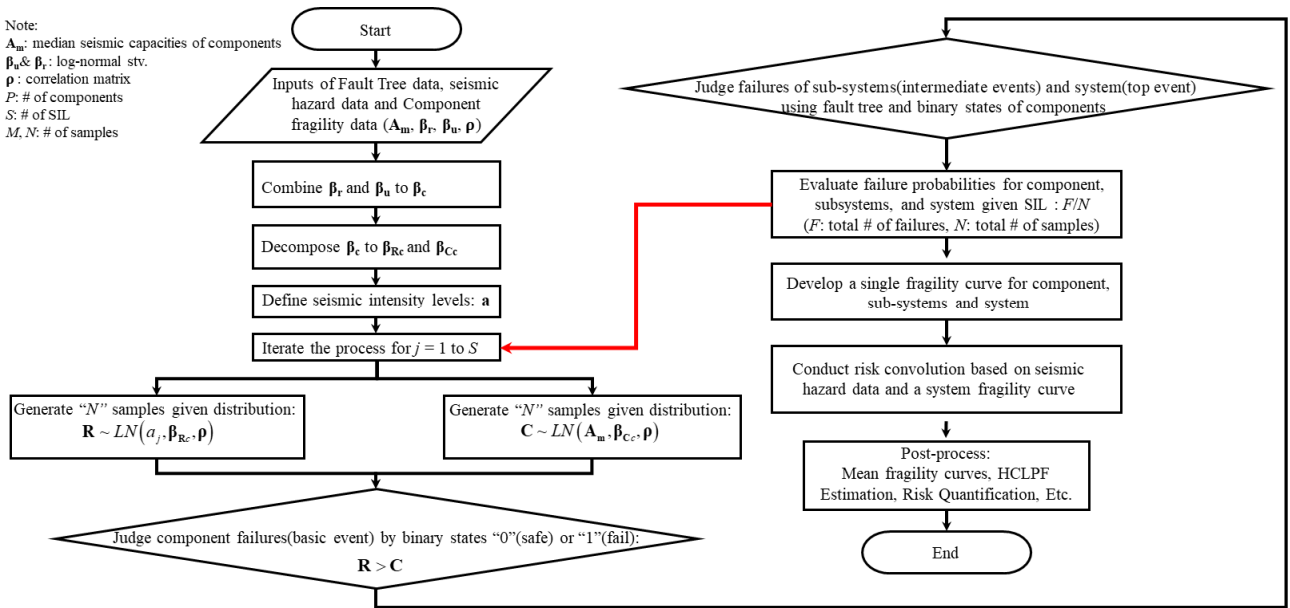 Note:
Aₘ: median seismic capacities of components
βᵤ& βᵣ: log-normal stv.
ρ : correlation matrix
P: # of components
S: # of SIL
M, N: # of samples
Start
Inputs of Fault Tree data, seismic
hazard data and Component
fragility data (Aₘ, βᵣ, βᵤ, ρ)
Combine βᵣ and βᵤ to β_c
Decompose β_c to β_Rc and β_Cc
Define seismic intensity levels: a
Iterate the process for j = 1 to S
Generate “N” samples given distribution:
R ~ LN(aⱼ, β_Rc, ρ)
Generate “N” samples given distribution:
C ~ LN(Aₘ, β_Cc, ρ)
Judge component failures(basic event) by binary states “0”(safe) or “1”(fail):
R > C
Judge failures of sub-systems(intermediate events) and system(top event)
using fault tree and binary states of components
Evaluate failure probabilities for component,
subsystems, and system given SIL : F/N
(F: total # of failures, N: total # of samples)
Develop a single fragility curve for component,
sub-systems and system
Conduct risk convolution based on seismic
hazard data and a system fragility curve
Post-process:
Mean fragility curves, HCLPF
Estimation, Risk Quantification, Etc.
End